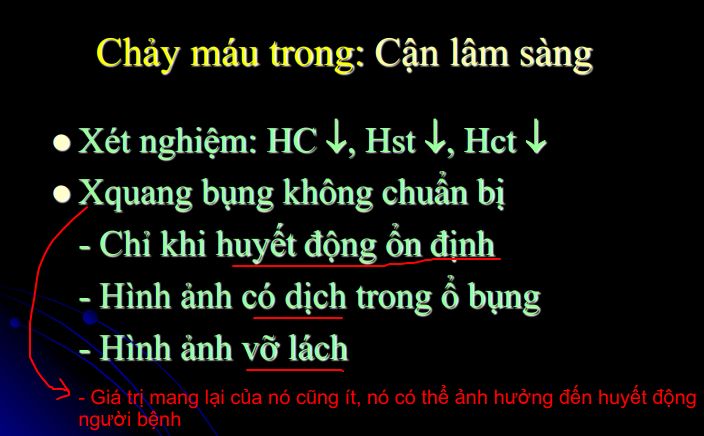 Chảy máu trong: Cận lâm sàng
Xét nghiệm: HC ↓, Hst ↓, Hct ↓
Xquang bụng không chuẩn bị
- Chỉ khi huyết động ổn định
- Hình ảnh có dịch trong ổ bụng
- Hình ảnh vỡ lách
- Giá trị mang lại của nó cũng ít, nó có thể ảnh hưởng đến huyết động
người bệnh